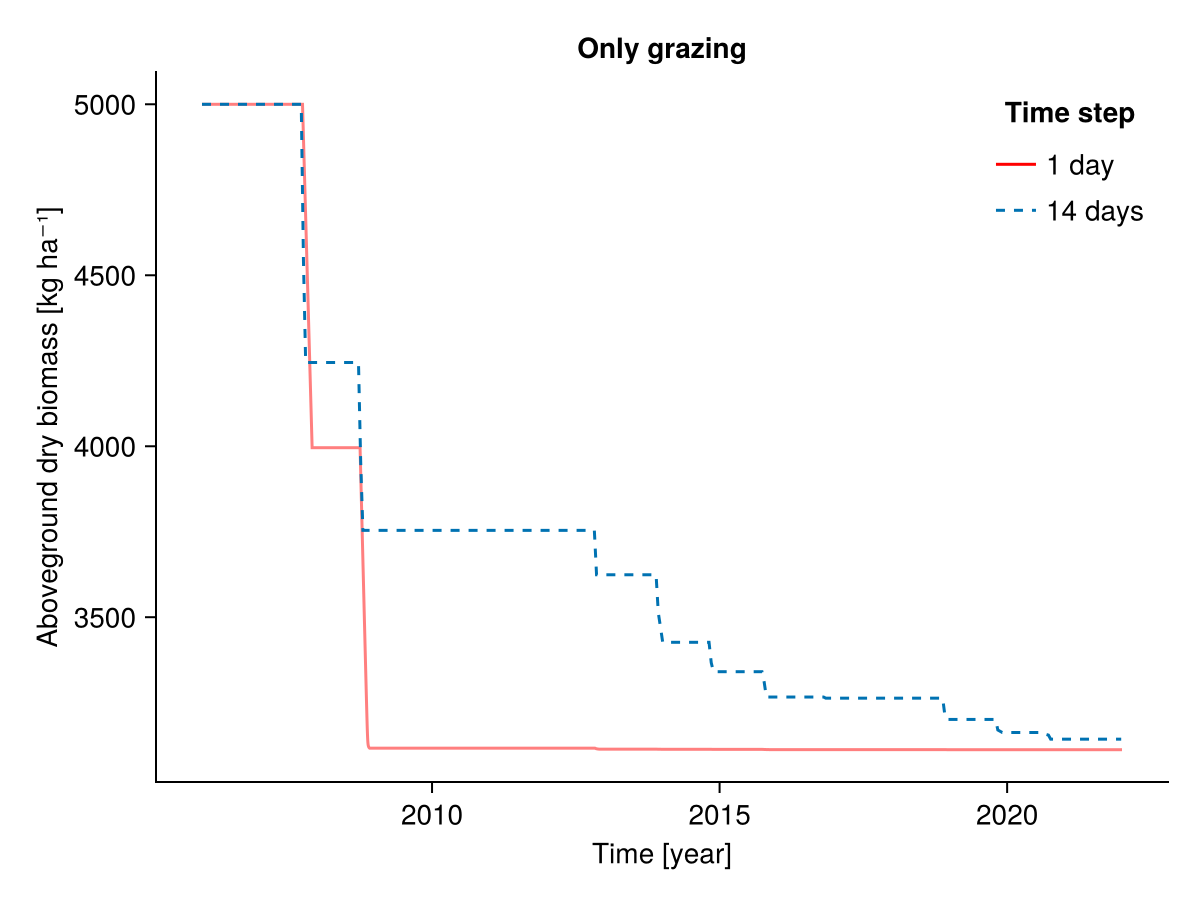 Only grazing
Aboveground dry biomass [kg ha⁻¹]
5000
4500
4000
3500
Time step
1 day
14 days
2010
2015
2020
Time [year]